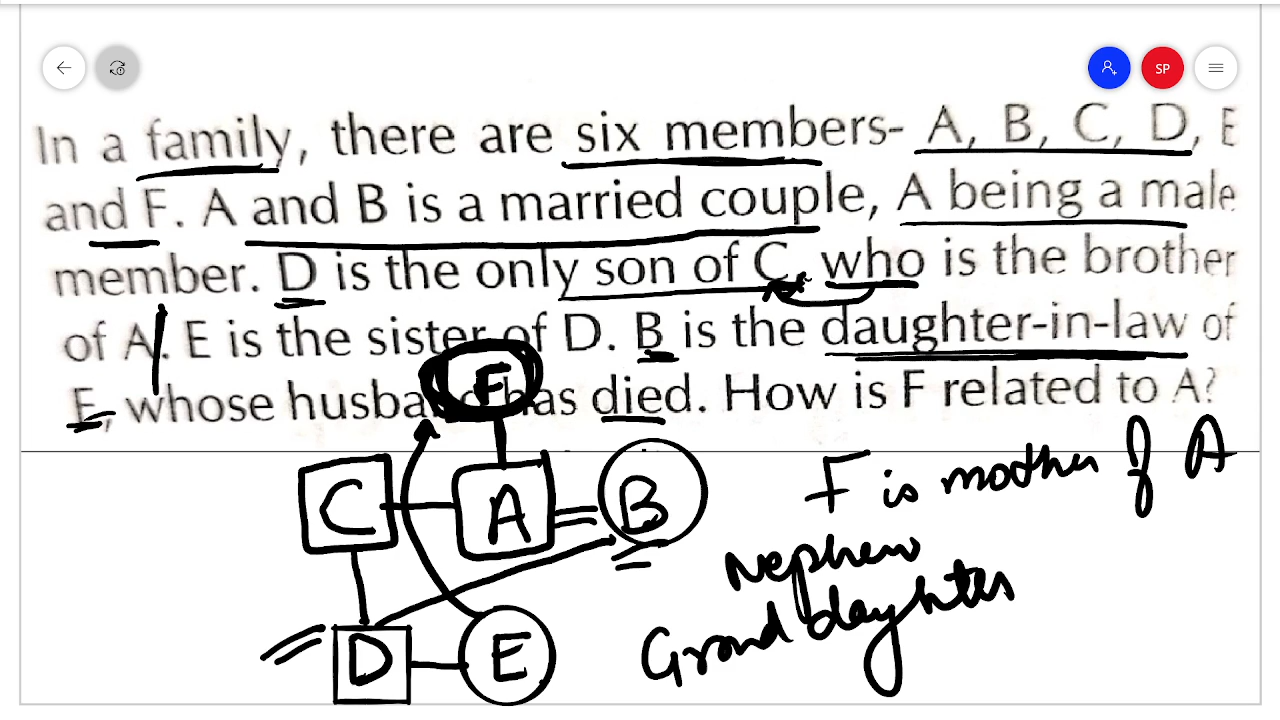 SP
In a family, there are six members- A, B, C, D, E
and F. A and B is a married couple, A being a male
member. D is the only son of C, who is the brother
of A. E is the sister of D. B is the daughter-in-law of
F, whose husband has died. How is F related to A?
F
C A B
D E
F is mother of A
Nephew
Grand daughter